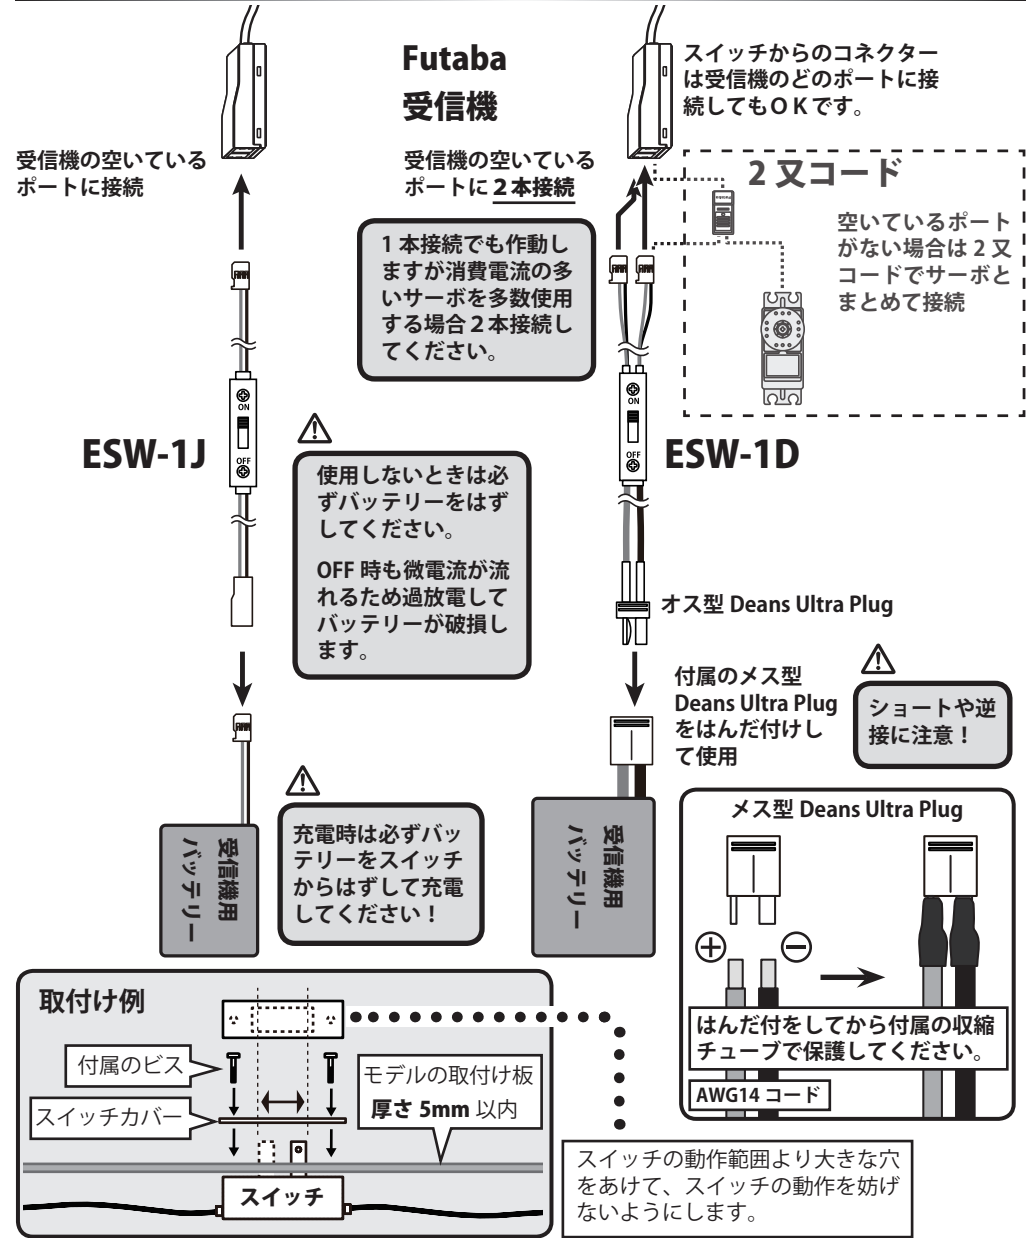 Futaba
受信機
スイッチからのコネクター
は受信機のどのポートに接
続してもＯＫです。
受信機の空いている
ポートに接続
受信機の空いている
ポートに２本接続
２又コード
空いているポート
がない場合は２又
コードでサーボと
まとめて接続
１本接続でも作動し
ますが消費電流の多
いサーボを多数使用
する場合２本接続し
てください。
ON
OFF
ESW-1J
ON
OFF
ESW-1D
使用しないときは必
ずバッテリーをはず
してください。
OFF 時も微電流が流
れるため過放電して
バッテリーが破損し
ます。
オス型 Deans Ultra Plug
付属のメス型
Deans Ultra Plug
をはんだ付けし
て使用
ショートや逆
接に注意！
充電時は必ずバッ
テリーをスイッチ
からはずして充電
してください！
受信機用
バッテリー
受信機用
バッテリー
メス型 Deans Ultra Plug
＋
－
はんだ付をしてから付属の収縮
チューブで保護してください。
AWG14 コード
取付け例
付属のビス
スイッチカバー
モデルの取付け板
厚さ 5mm 以内
スイッチ
スイッチの動作範囲より大きな穴
をあけて、スイッチの動作を妨げ
ないようにします。